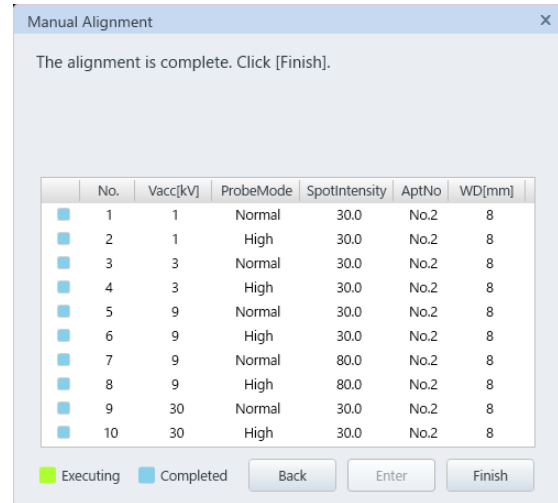 Manual Alignment X
The alignment is complete. Click [Finish].
No. Vacc[kV] ProbeMode SpotIntensity AptNo WD[mm]
1 1 Normal 30.0 No.2 8
2 1 High 30.0 No.2 8
3 3 Normal 30.0 No.2 8
4 3 High 30.0 No.2 8
5 9 Normal 30.0 No.2 8
6 9 High 30.0 No.2 8
7 9 Normal 80.0 No.2 8
8 9 High 80.0 No.2 8
9 30 Normal 30.0 No.2 8
10 30 High 30.0 No.2 8
Executing Completed Back Enter Finish